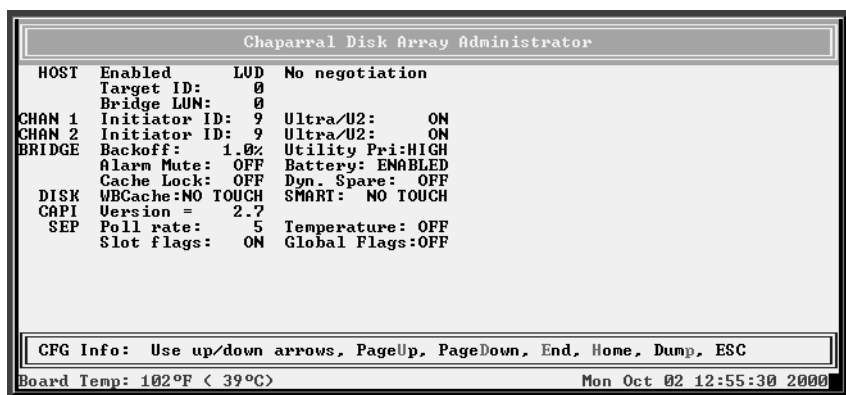 Chaparral Disk Array Administrator
HOST Enabled LVD No negotiation
Target ID: 0
Bridge LUN: 0
CHAN 1 Initiator ID: 9 Ultra/U2: ON
CHAN 2 Initiator ID: 9 Ultra/U2: ON
BRIDGE Backoff: 1.0% Utility Pri:HIGH
Alarm Mute: OFF Battery: ENABLED
Cache Lock: OFF Dyn. Spare: OFF
DISK WBCache:NO TOUCH SMART: NO TOUCH
CAPI Version = 2.7
SEP Poll rate: 5 Temperature: OFF
Slot flags: ON Global Flags:OFF
CFG Info: Use up/down arrows, PageUp, PageDown, End, Home, Dump, ESC
Board Temp: 102ºF ( 39ºC) Mon Oct 02 12:55:30 2000